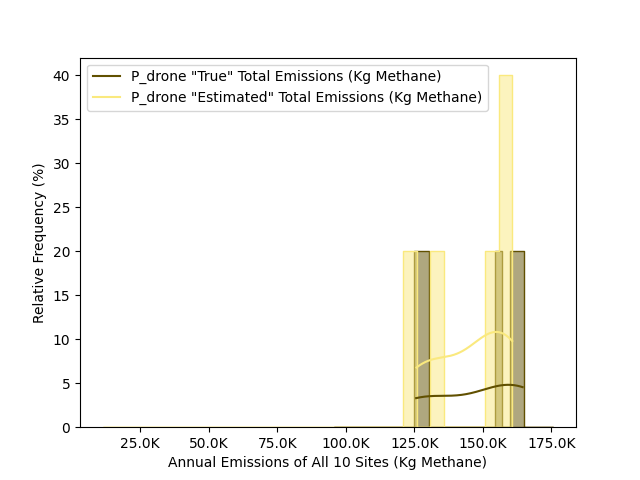 P_drone "True" Total Emissions (Kg Methane)
P_drone "Estimated" Total Emissions (Kg Methane)
Relative Frequency (%)
40
35
30
25
20
15
10
5
0
25.0K 50.0K 75.0K 100.0K 125.0K 150.0K 175.0K
Annual Emissions of All 10 Sites (Kg Methane)